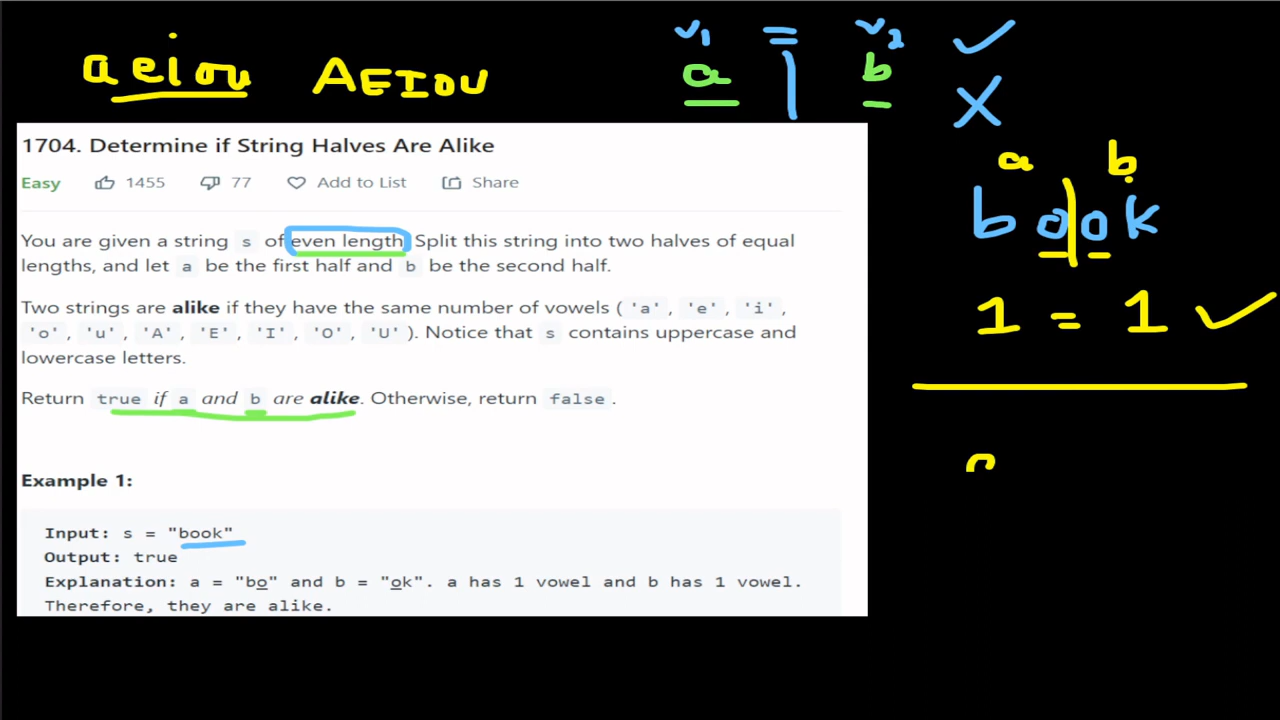 aeiou AEIOU
v1 = v2 ✓
a | b X
1704. Determine if String Halves Are Alike
Easy 1455 77 Add to List Share
You are given a string s of even length. Split this string into two halves of equal
lengths, and let a be the first half and b be the second half.
Two strings are alike if they have the same number of vowels ( 'a' , 'e' , 'i' ,
'o' , 'u' , 'A' , 'E' , 'I' , 'O' , 'U' ). Notice that s contains uppercase and
lowercase letters.
Return true if a and b are alike. Otherwise, return false .
Example 1:
Input: s = "book"
Output: true
Explanation: a = "bo" and b = "ok". a has 1 vowel and b has 1 vowel.
Therefore, they are alike.
a b
bo|ok
1 = 1 ✓